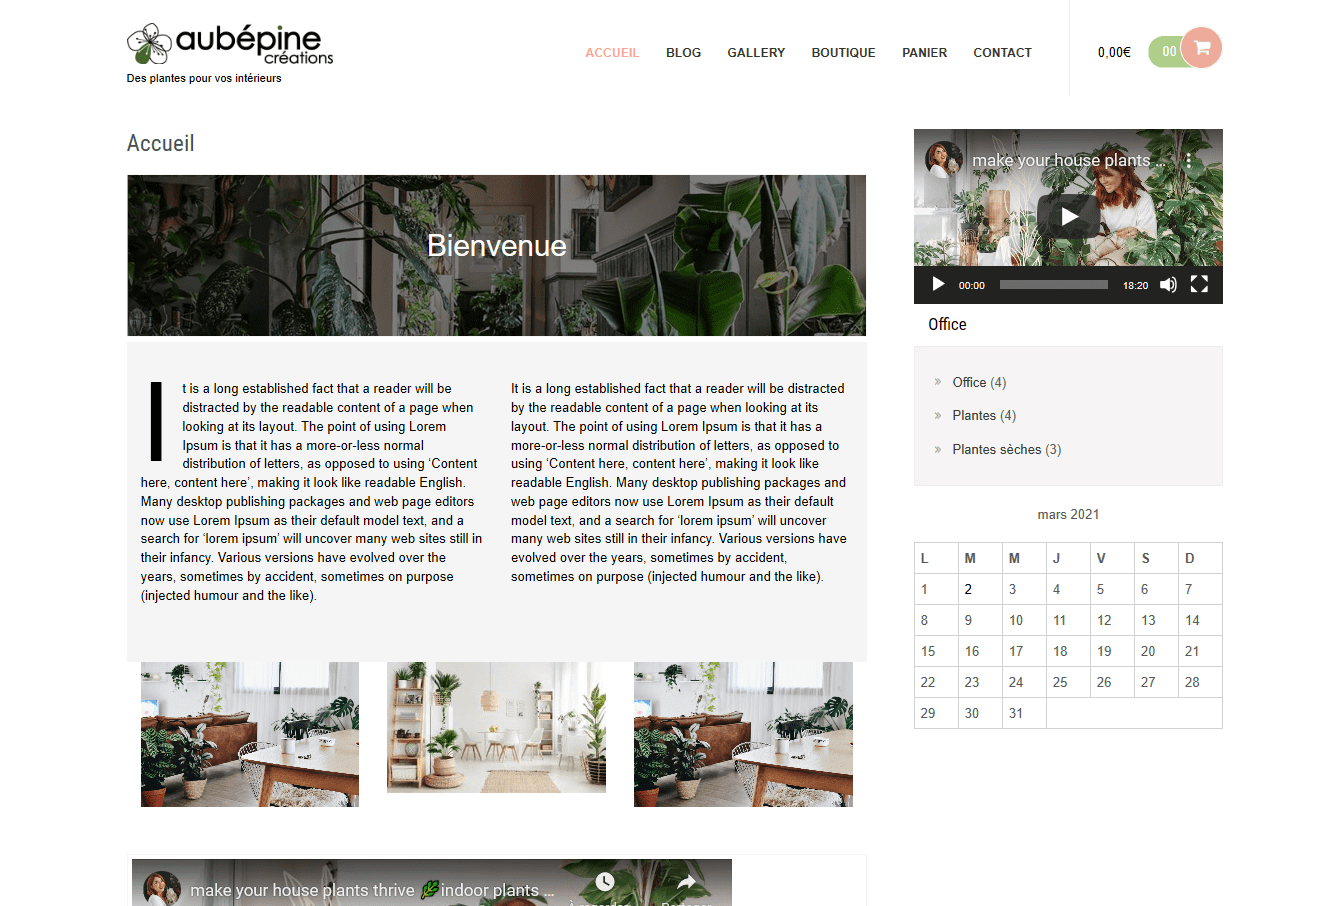 aubépine
créations
Des plantes pour vos intérieurs
ACCUEIL BLOG GALLERY BOUTIQUE PANIER CONTACT
0,00€ 00
Accueil
Bienvenue
It is a long established fact that a reader will be
distracted by the readable content of a page when
looking at its layout. The point of using Lorem
Ipsum is that it has a more-or-less normal
distribution of letters, as opposed to using ‘Content
here, content here’, making it look like readable English.
Many desktop publishing packages and web page editors
now use Lorem Ipsum as their default model text, and a
search for ‘lorem ipsum’ will uncover many web sites still in
their infancy. Various versions have evolved over the
years, sometimes by accident, sometimes on purpose
(injected humour and the like).
It is a long established fact that a reader will be distracted
by the readable content of a page when looking at its
layout. The point of using Lorem Ipsum is that it has a
more-or-less normal distribution of letters, as opposed to
using ‘Content here, content here’, making it look like
readable English. Many desktop publishing packages and
web page editors now use Lorem Ipsum as their default
model text, and a search for ‘lorem ipsum’ will uncover
many web sites still in their infancy. Various versions have
evolved over the years, sometimes by accident,
sometimes on purpose (injected humour and the like).
make your house plants thrive indoor plants ...
make your house plants ...
00:00 18:20
Office
Office (4)
Plantes (4)
Plantes sèches (3)
mars 2021
L M M J V S D
1 2 3 4 5 6 7
8 9 10 11 12 13 14
15 16 17 18 19 20 21
22 23 24 25 26 27 28
29 30 31